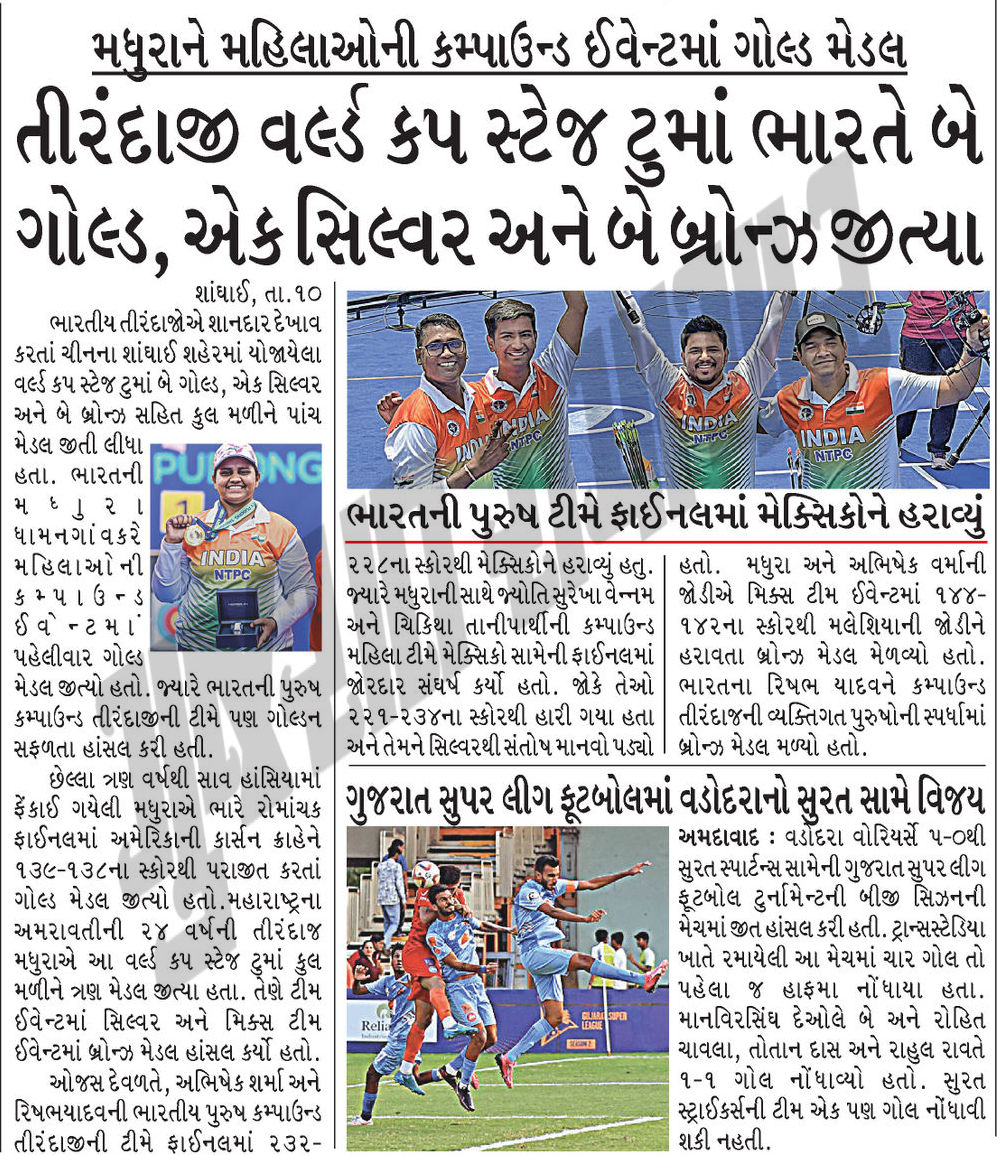 મધુરાને મહિલાઓની કમ્પાઉન્ડ ઈવેન્ટમાં ગોલ્ડ મેડલ
તીરંદાજી વર્લ્ડ કપ સ્ટેજ ટુમાં ભારતે બે
ગોલ્ડ, એક સિલ્વર અને બે બ્રોન્ઝ જીત્યા
શાંઘાઈ, તા.૧૦
ભારતીય તીરંદાજોએ શાનદાર દેખાવ
કરતાં ચીનના શાંઘાઈ શહેરમાં યોજાયેલા
વર્લ્ડ કપ સ્ટેજ ટુમાં બે ગોલ્ડ, એક સિલ્વર
અને બે બ્રોન્ઝ સહિત કુલ મળીને પાંચ
મેડલ જીતી લીધા
હતા. ભારતની
મધુરા
ધામનગાંવકરે
મહિલાઓની
કમ્પાઉન્ડ
ઈવેન્ટમાં
પહેલીવાર ગોલ્ડ
મેડલ જીત્યો હતો. જ્યારે ભારતની પુરુષ
કમ્પાઉન્ડ તીરંદાજીની ટીમે પણ ગોલ્ડન
સફળતા હાંસલ કરી હતી.
છેલ્લા ત્રણ વર્ષથી સાવ હાંસિયામાં
ફેંકાઈ ગયેલી મધુરાએ ભારે રોમાંચક
ફાઈનલમાં અમેરિકાની કાર્સન ક્રાહેને
૧૩૯-૧૩૮ના સ્કોરથી પરાજીત કરતાં
ગોલ્ડ મેડલ જીત્યો હતો.મહારાષ્ટ્રના
અમરાવતીની ૨૪ વર્ષની તીરંદાજ
મધુરાએ આ વર્લ્ડ કપ સ્ટેજ ટુમાં કુલ
મળીને ત્રણ મેડલ જીત્યા હતા. તેણે ટીમ
ઈવેન્ટમાં સિલ્વર અને મિક્સ ટીમ
ઈવેન્ટમાં બ્રોન્ઝ મેડલ હાંસલ કર્યો હતો.
ઓજસ દેવળતે, અભિષેક શર્મા અને
રિષભયાદવની ભારતીય પુરુષ કમ્પાઉન્ડ
તીરંદાજીની ટીમે ફાઈનલમાં ૨૩૨-
PU
ONG
1
INDIA
NTPC
INDIA
NTPC
INDIA
NTPC
INDIA
NTPC
ભારતની પુરુષ ટીમે ફાઈનલમાં મેક્સિકોને હરાવ્યું
૨૨૮ના સ્કોરથી મેક્સિકોને હરાવ્યું હતુ.
જ્યારે મધુરાની સાથે જ્યોતિ સુરેખા વેન્નમ
અને ચિકિથા તાનીપાર્થીની કમ્પાઉન્ડ
મહિલા ટીમે મેક્સિકો સામેની ફાઈનલમાં
જોરદાર સંઘર્ષ કર્યો હતો. જોકે તેઓ
૨૨૧-૨૩૪ના સ્કોરથી હારી ગયા હતા
અને તેમને સિલ્વરથી સંતોષ માનવો પડ્યો
હતો. મધુરા અને અભિષેક વર્માની
જોડીએ મિક્સ ટીમ ઈવેન્ટમાં ૧૪૪-
૧૪૨ના સ્કોરથી મલેશિયાની જોડીને
હરાવતા બ્રોન્ઝ મેડલ મેળવ્યો હતો.
ભારતના રિષભ યાદવને કમ્પાઉન્ડ
તીરંદાજની વ્યક્તિગત પુરુષોની સ્પર્ધામાં
બ્રોન્ઝ મેડલ મળ્યો હતો.
ગુજરાત સુપર લીગ ફૂટબોલમાં વડોદરાનો સુરત સામે વિજય
Relia
GUJARAT SUPER
LEAGUE
SEASON 2
અમદાવાદ : વડોદરા વોરિયર્સે ૫-૦થી
સુરત સ્પાર્ટન્સ સામેની ગુજરાત સુપર લીગ
ફૂટબોલ ટુર્નામેન્ટની બીજી સિઝનની
મેચમાં જીત હાંસલ કરી હતી. ટ્રાન્સસ્ટેડિયા
ખાતે રમાયેલી આ મેચમાં ચાર ગોલ તો
પહેલા જ હાફમા નોંધાયા હતા.
માનવિરસિંઘ દેઓલે બે અને રોહિત
ચાવલા, તોતાન દાસ અને રાહુલ રાવતે
૧-૧ ગોલ નોંધાવ્યો હતો. સુરત
સ્ટ્રાઈકર્સની ટીમ એક પણ ગોલ નોંધાવી
શકી નહતી.